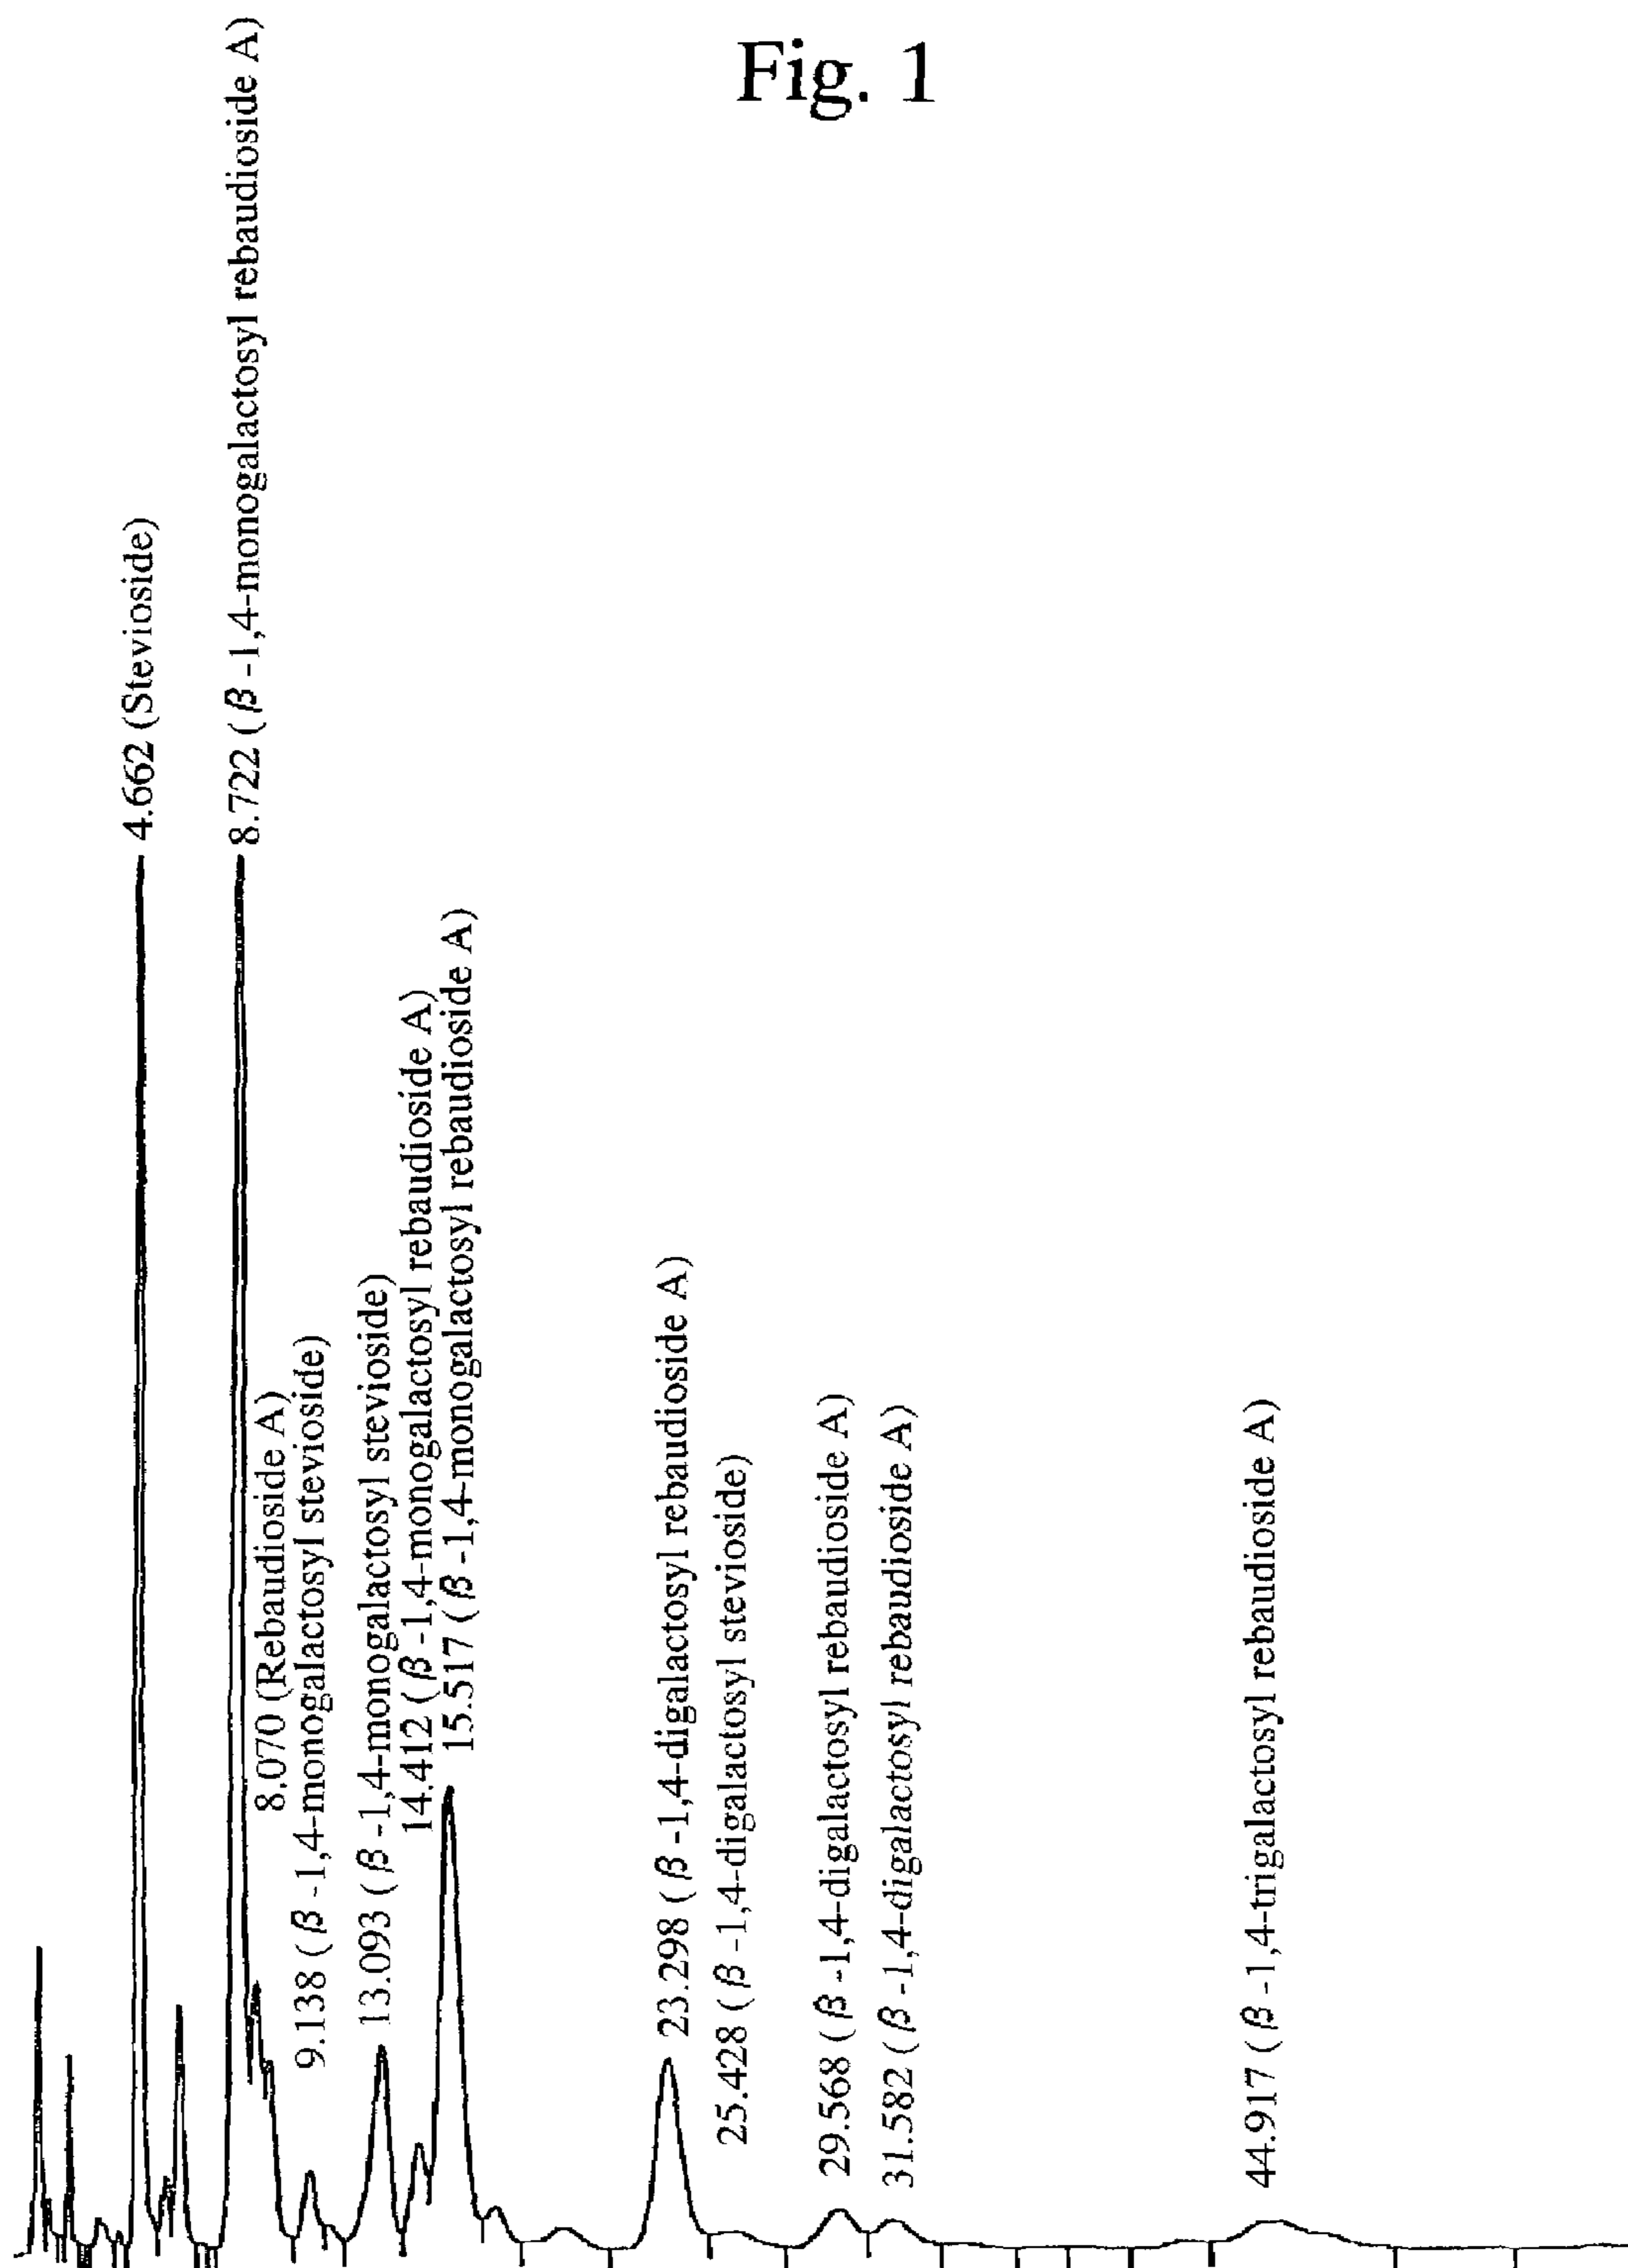 Fig. 1
4.662 (Stevioside)
8.722 (β-1,4-monogalactosyl rebaudioside A)
8.070 (Rebaudioside A)
9.138 (β-1,4-monogalactosyl stevioside)
13.093 (β-1,4-monogalactosyl stevioside)
14.412 (β-1,4-monogalactosyl rebaudioside A)
15.517 (β-1,4-monogalactosyl rebaudioside A)
23.298 (β-1,4-digalactosyl rebaudioside A)
25.428 (β-1,4-digalactosyl stevioside)
29.568 (β-1,4-digalactosyl rebaudioside A)
31.582 (β-1,4-digalactosyl rebaudioside A)
44.917 (β-1,4-trigalactosyl rebaudioside A)